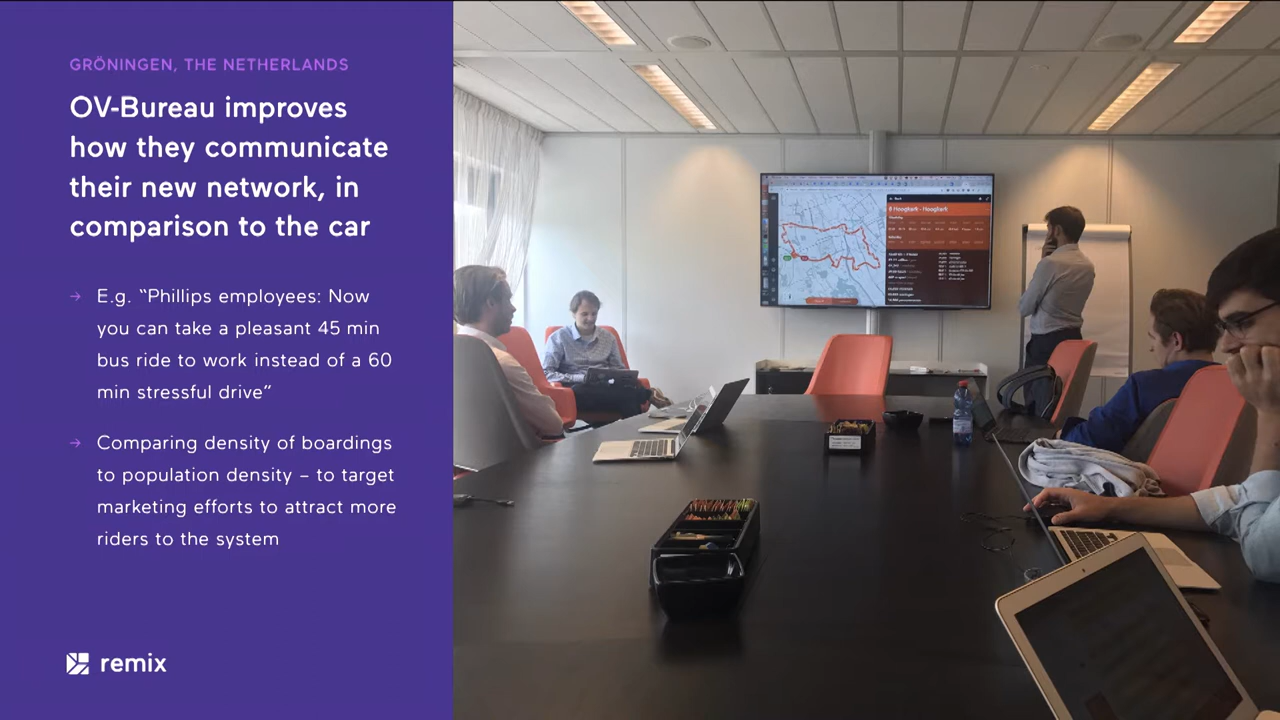 GRÖNINGEN, THE NETHERLANDS
OV-Bureau improves
how they communicate
their new network, in
comparison to the car
→ E.g. “Phillips employees: Now
you can take a pleasant 45 min
bus ride to work instead of a 60
min stressful drive”
→ Comparing density of boardings
to population density – to target
marketing efforts to attract more
riders to the system
remix